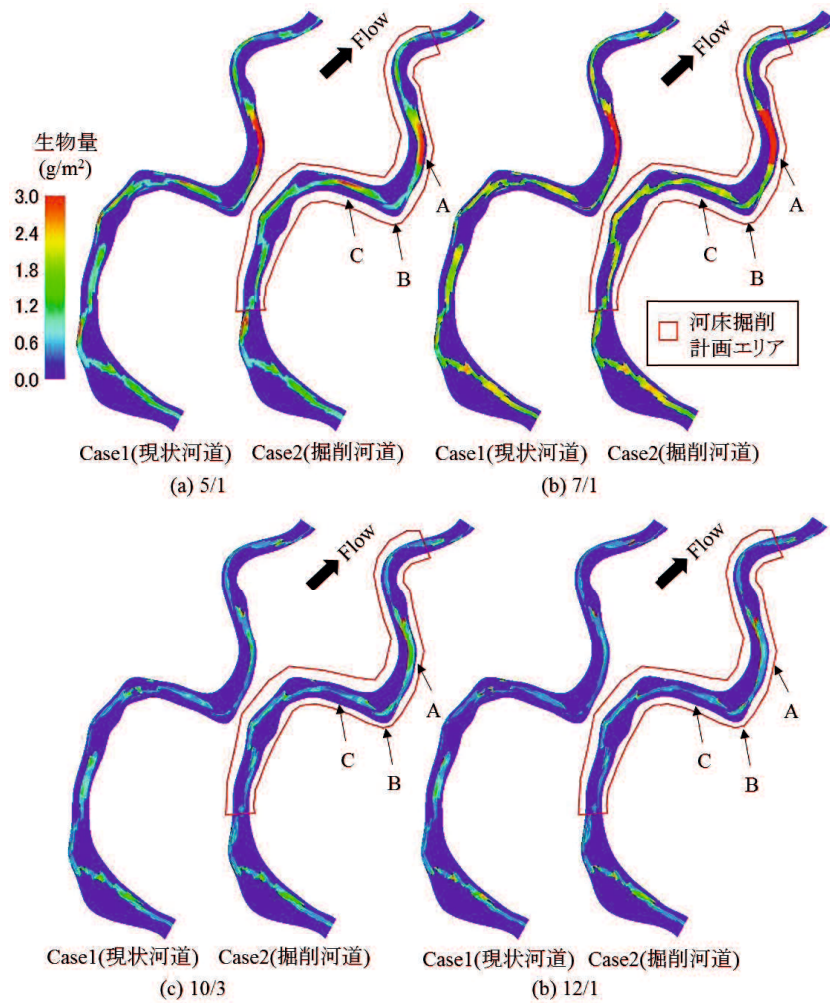 Flow
Flow
生物量
(g/m²)
3.0
2.4
1.8
1.2
0.6
0.0
A
C
B
A
C
B
河床掘削
計画エリア
Case1(現状河道)
Case2(掘削河道)
Case1(現状河道)
Case2(掘削河道)
(a) 5/1
(b) 7/1
Flow
Flow
A
C
B
A
C
B
Case1(現状河道)
Case2(掘削河道)
Case1(現状河道)
Case2(掘削河道)
(c) 10/3
(b) 12/1